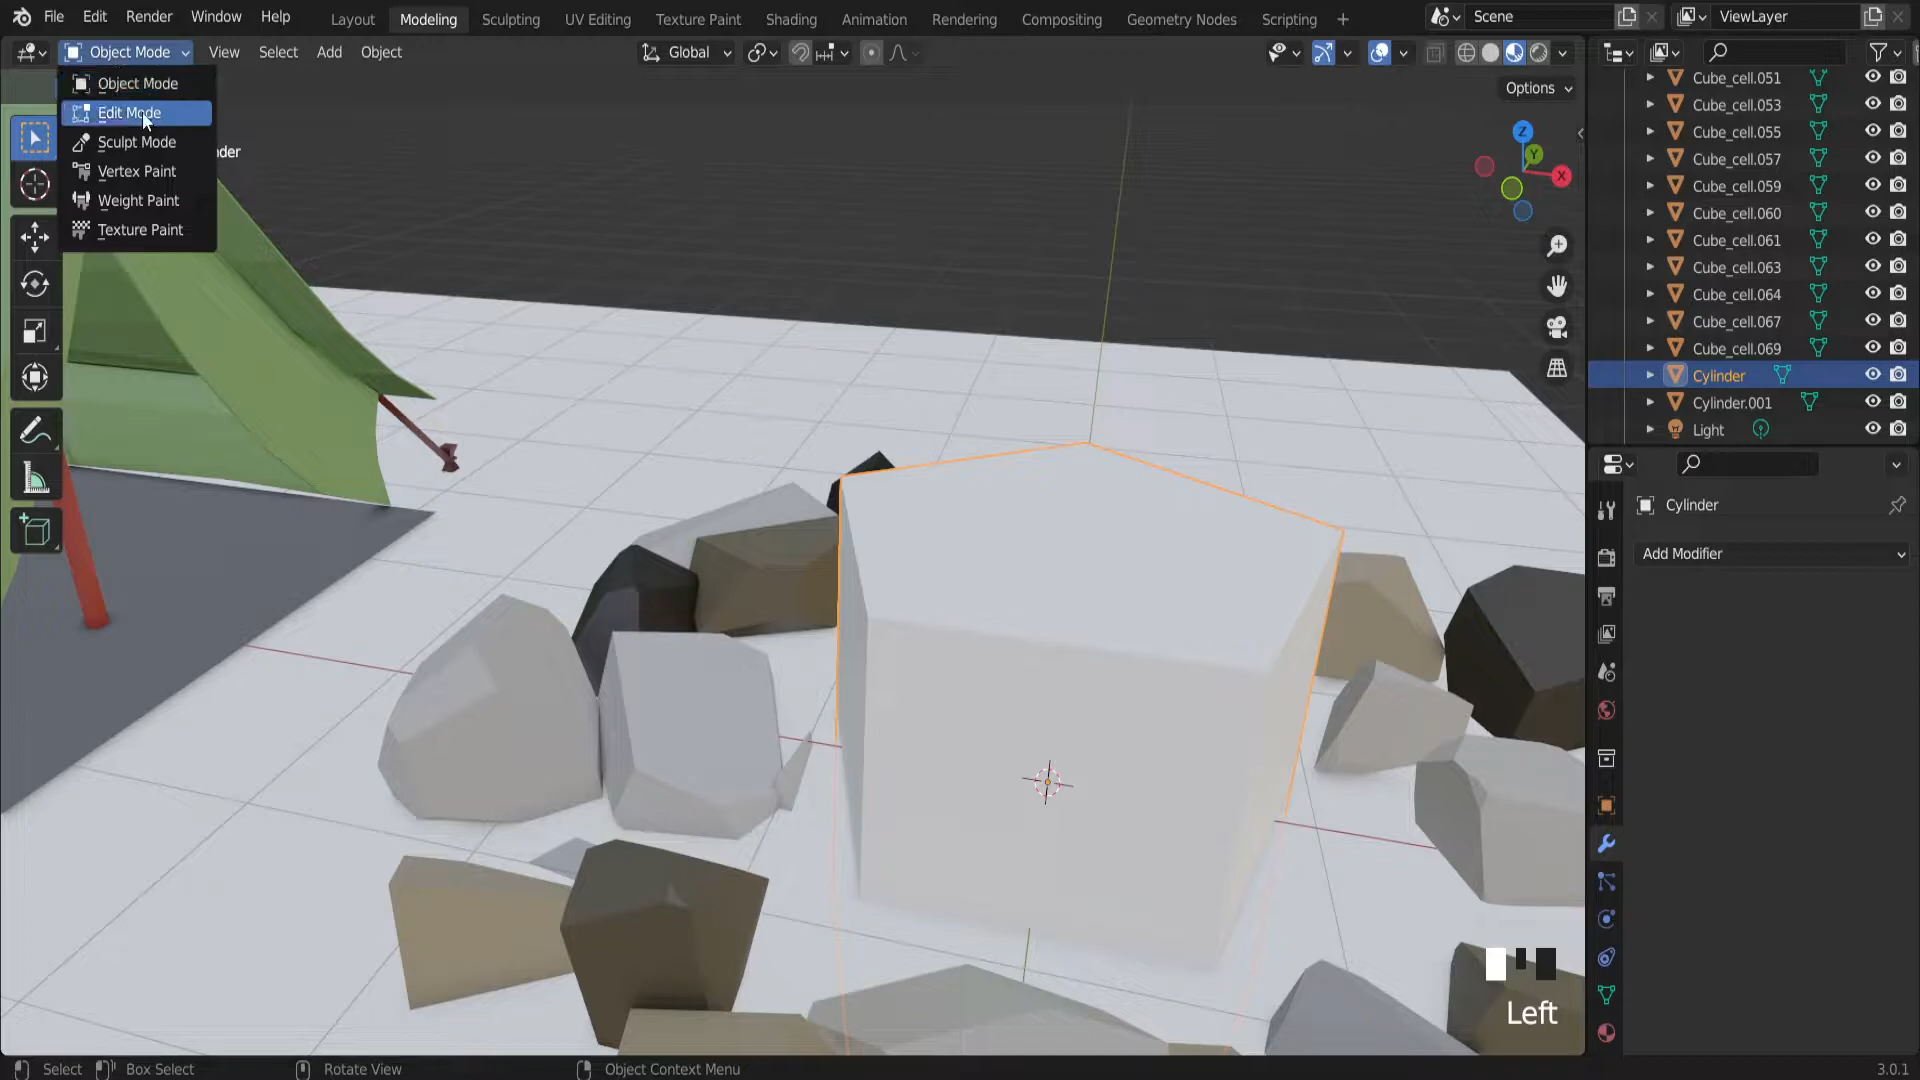 File Edit Render Window Help Layout Modeling Sculpting UV Editing Texture Paint Shading Animation Rendering Compositing Geometry Nodes Scripting + Scene ViewLayer
Object Mode View Select Add Object Global
Options
Object Mode
Edit Mode
Sculpt Mode
Vertex Paint
Weight Paint
Texture Paint
nder
Z
Y
X
Cube_cell.051
Cube_cell.053
Cube_cell.055
Cube_cell.057
Cube_cell.059
Cube_cell.060
Cube_cell.061
Cube_cell.063
Cube_cell.064
Cube_cell.067
Cube_cell.069
Cylinder
Cylinder.001
Light
Cylinder
Add Modifier
Left
Select Box Select Rotate View Object Context Menu 3.0.1